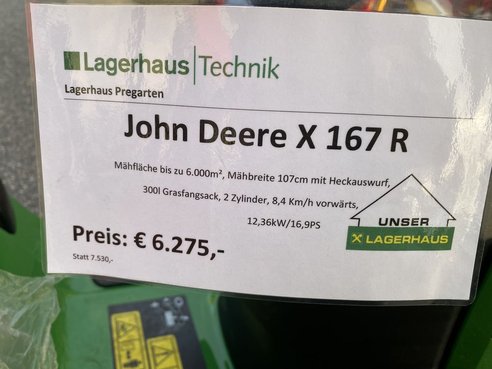 Lagerhaus | Technik
Lagerhaus Pregarten
John Deere X 167 R
Mähfläche bis zu 6.000m², Mähbreite 107cm mit Heckauswurf,
300l Grasfangsack, 2 Zylinder, 8,4 Km/h vorwärts,
12,36kW/16,9PS
Preis: € 6.275,-
Statt 7.530,-
UNSER
LAGERHAUS